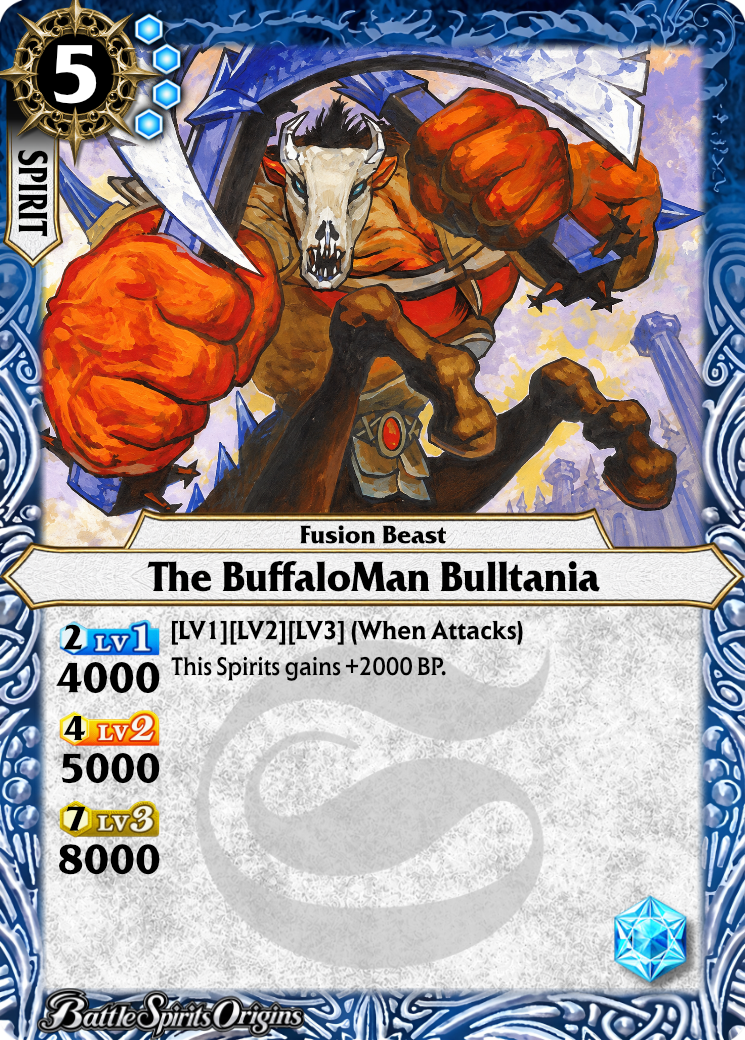 5
SPIRIT
Fusion Beast
The BuffaloMan Bulltania
2 LV1
4000
[LV1][LV2][LV3] (When Attacks)
This Spirits gains +2000 BP.
4 LV2
5000
7 LV3
8000
Battle Spirits Origins